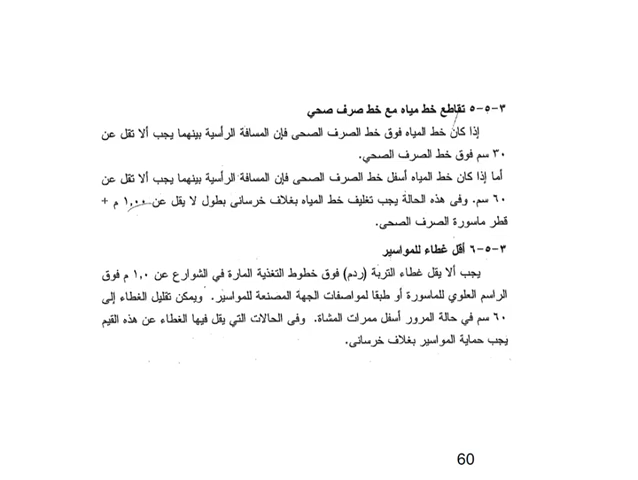 ٣-٥-٥ تقاطع خط مياه مع خط صرف صحي
إذا كان خط المياه فوق خط الصرف الصحى فإن المسافة الرأسية بينهما يجب ألا تقل عن
٣٠ سم فوق خط الصرف الصحي.
أما إذا كان خط المياه أسفل خط الصرف الصحى فإن المسافة الرأسية بينهما يجب ألا تقل عن
٦٠ سم. وفى هذه الحالة يجب تغليف خط المياه بغلاف خرسانى بطول لا يقل عن ١,٠٠ م +
قطر ماسورة الصرف الصحى.
٣-٥-٦ أقل غطاء للمواسير
يجب ألا يقل غطاء التربة (ردم) فوق خطوط التغذية المارة في الشوارع عن ١,٠ م فوق
الراسم العلوي للماسورة أو طبقا لمواصفات الجهة المصنعة للمواسير. ويمكن تقليل الغطاء إلى
٦٠ سم في حالة المرور أسفل ممرات المشاة. وفى الحالات التي يقل فيها الغطاء عن هذه القيم
يجب حماية المواسير بغلاف خرسانى.
60